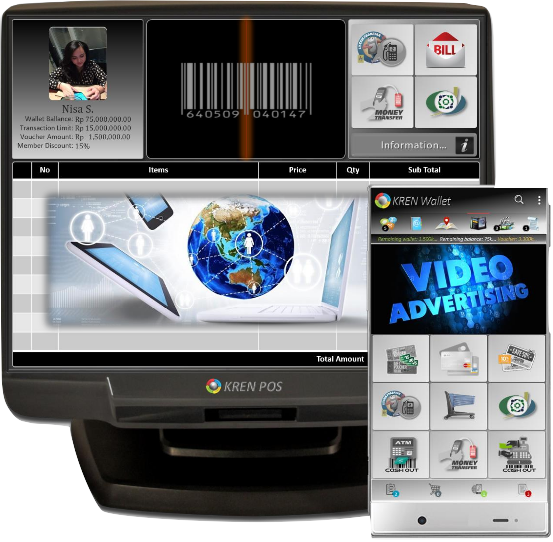 Nisa S.
Wallet Ballance: Rp 75,000,000.00
Transaction Limit: Rp 15,000,000.00
Voucher Amount: Rp 1,500,000.00
Member Discount: 15%
640509 040147
BILL
MONEY
TRANSFER
Information... i
No Items Price Qty Sub Total
Total Amount
KREN POS
KREN Wallet
VIDEO
ADVERTISING
ATM
CASH OUT
MONEY
TRANSFER
CASH OUT